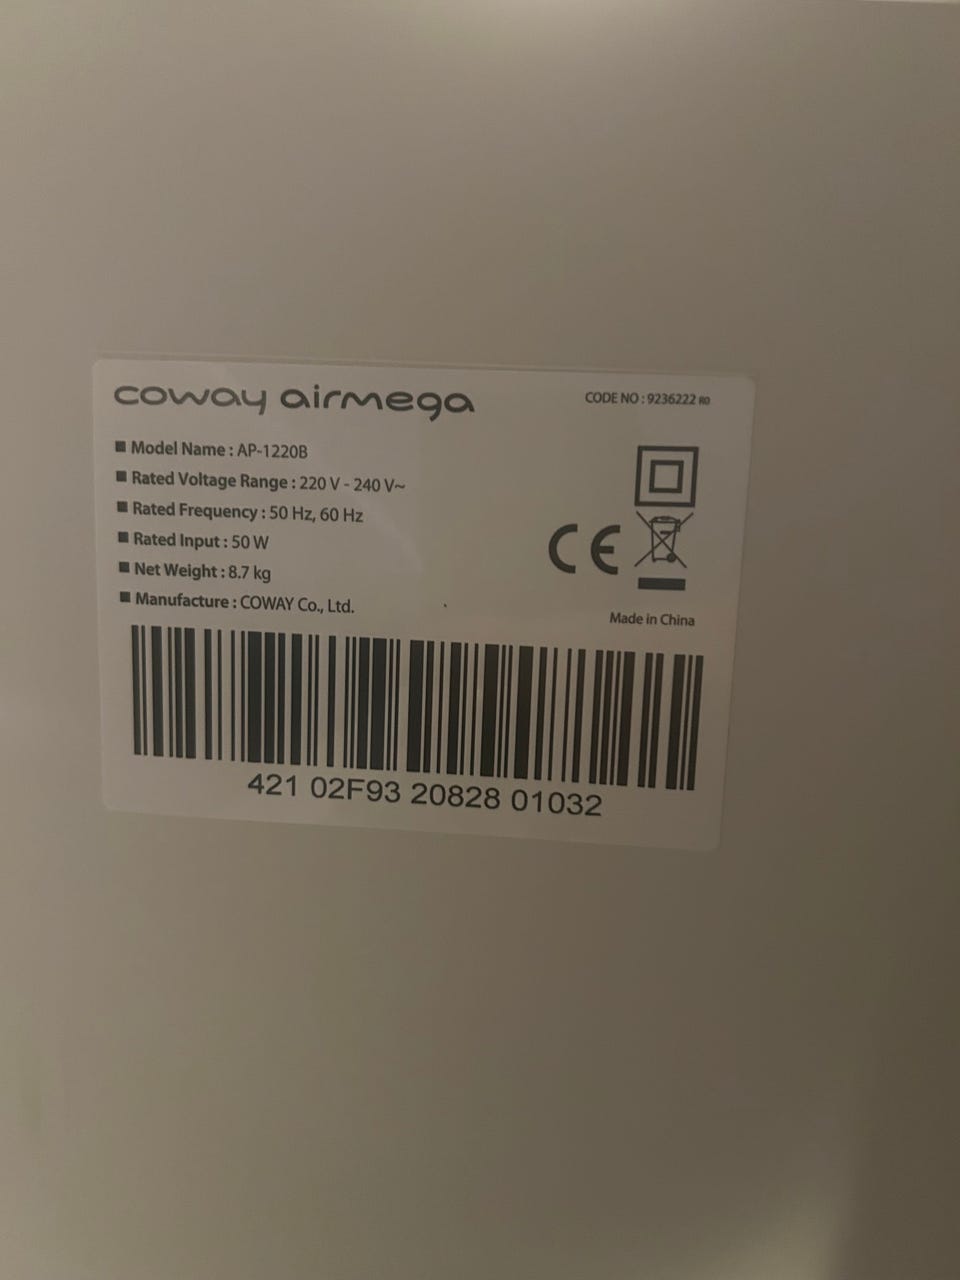 coway airmega
CODE NO : 9236222 R0
■ Model Name : AP-1220B
■ Rated Voltage Range : 220 V - 240 V~
■ Rated Frequency : 50 Hz, 60 Hz
■ Rated Input : 50 W
■ Net Weight : 8.7 kg
■ Manufacture : COWAY Co., Ltd.
CE
Made in China
421 02F93 20828 01032